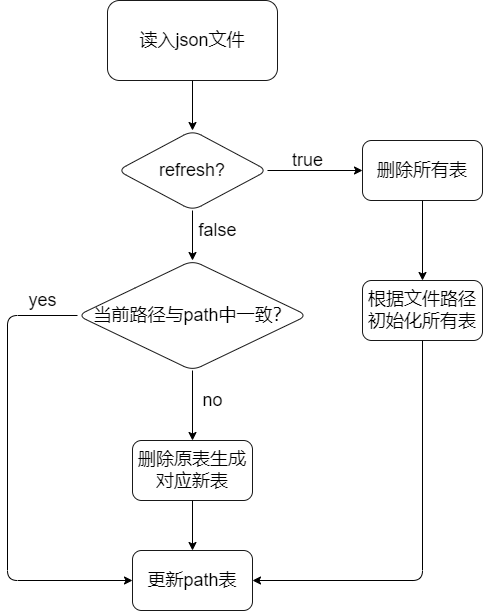 读入json文件
refresh?
true
删除所有表
false
根据文件路径
初始化所有表
yes
当前路径与path中一致?
no
删除原表生成
对应新表
更新path表